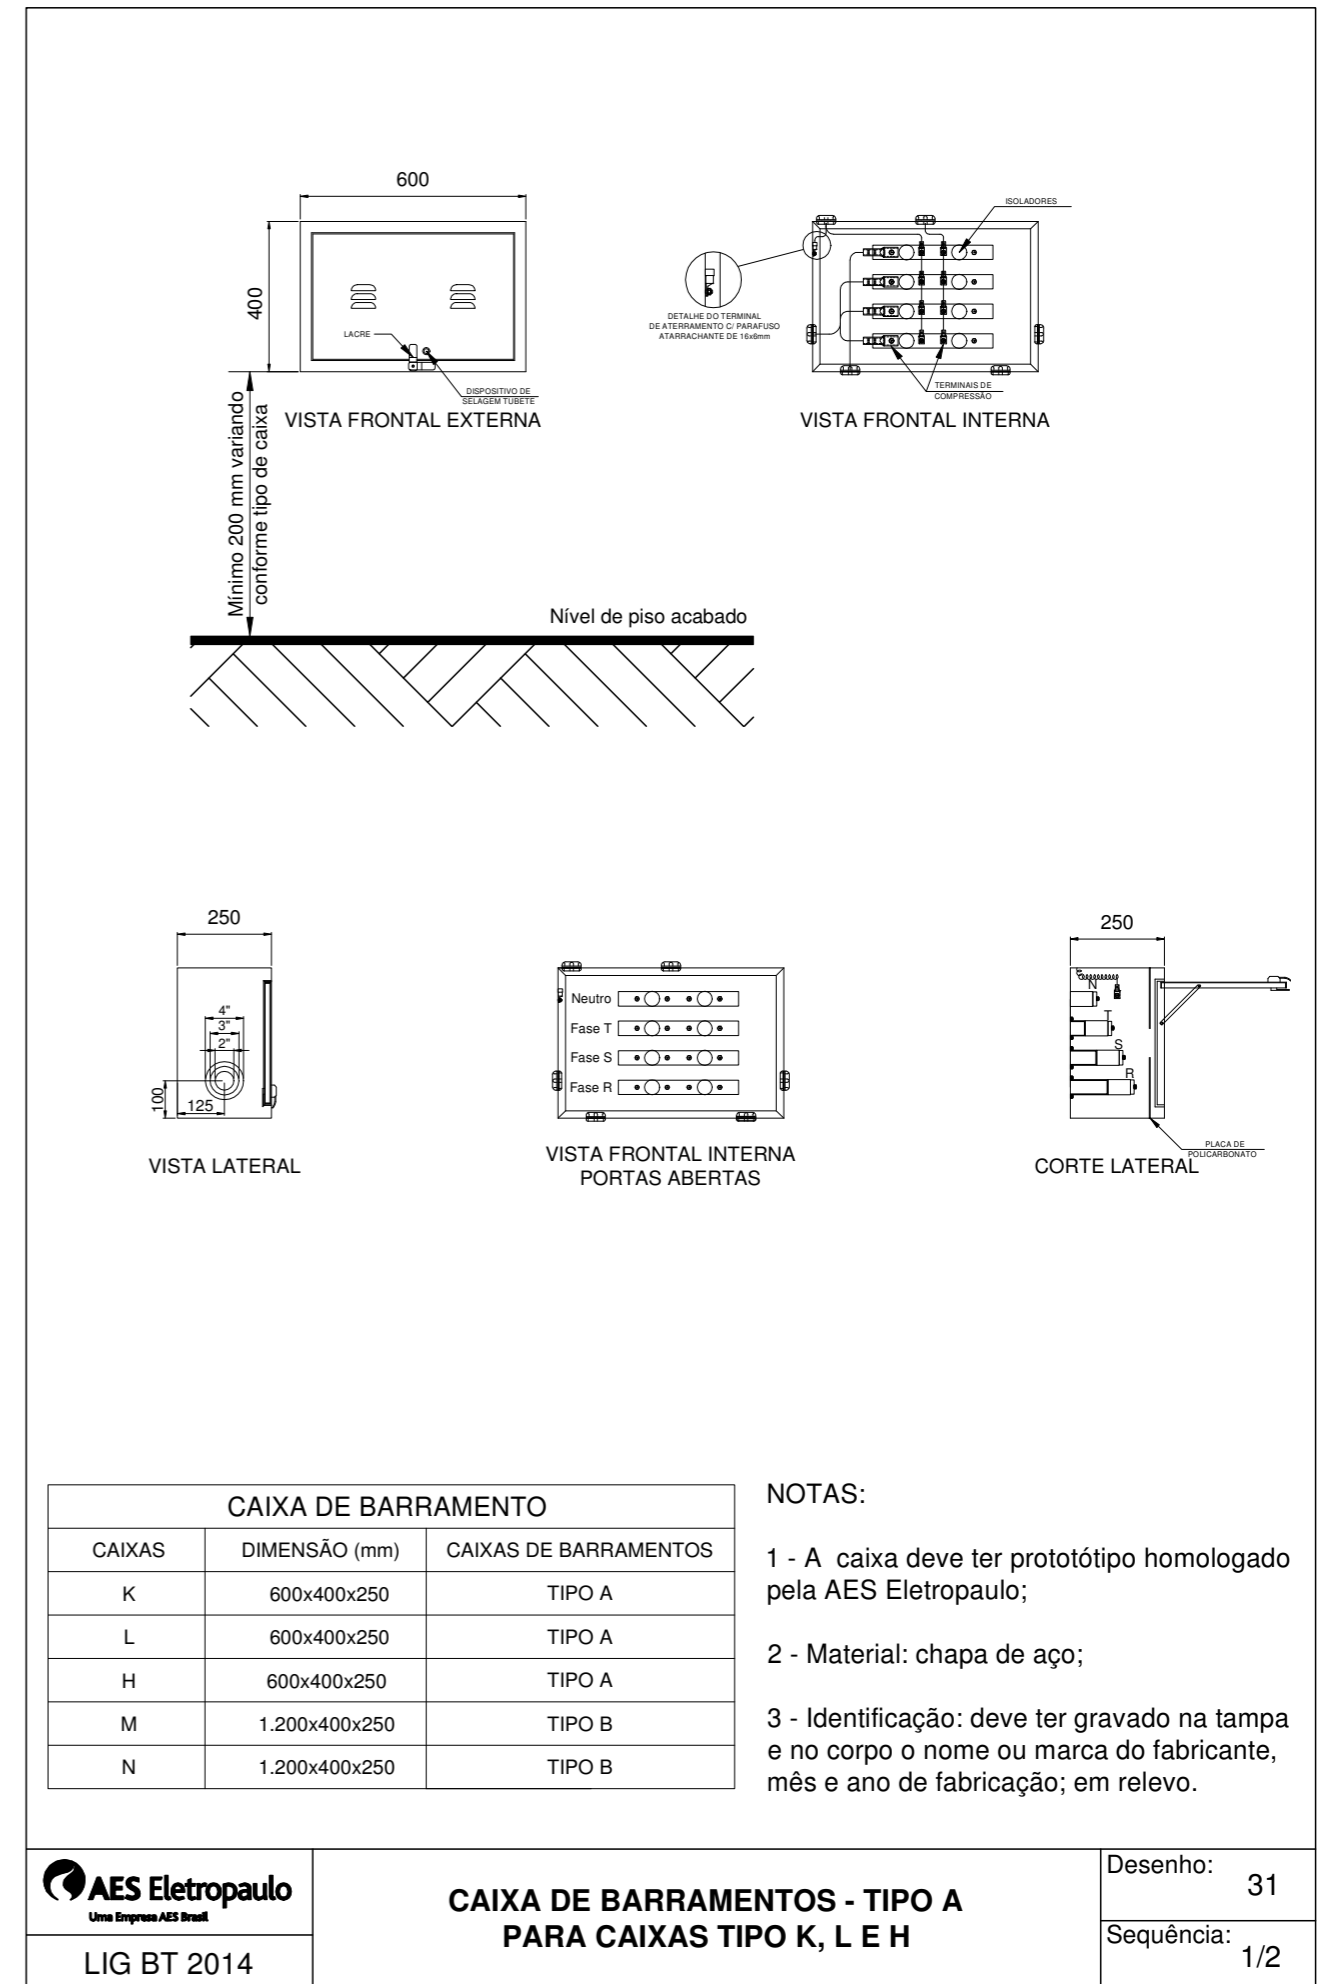 600
400
LACRE
DISPOSITIVO DE
SELAGEM TUBETE
VISTA FRONTAL EXTERNA
ISOLADORES
DETALHE DO TERMINAL
DE ATERRAMENTO C/ PARAFUSO
ATARRACHANTE DE 16x6mm
TERMINAIS DE
COMPRESSÃO
VISTA FRONTAL INTERNA
Mínimo 200 mm variando
conforme tipo de caixa
Nível de piso acabado
250
4"
3"
2"
100
125
VISTA LATERAL
Neutro
Fase T
Fase S
Fase R
VISTA FRONTAL INTERNA
PORTAS ABERTAS
250
N
T
S
R
PLACA DE
POLICARBONATO
CORTE LATERAL
CAIXA DE BARRAMENTO
CAIXAS DIMENSÃO (mm) CAIXAS DE BARRAMENTOS
K 600x400x250 TIPO A
L 600x400x250 TIPO A
H 600x400x250 TIPO A
M 1.200x400x250 TIPO B
N 1.200x400x250 TIPO B
NOTAS:
1 - A caixa deve ter prototótipo homologado
pela AES Eletropaulo;
2 - Material: chapa de aço;
3 - Identificação: deve ter gravado na tampa
e no corpo o nome ou marca do fabricante,
mês e ano de fabricação; em relevo.
AES Eletropaulo
Uma Empresa AES Brasil
LIG BT 2014
CAIXA DE BARRAMENTOS - TIPO A
PARA CAIXAS TIPO K, L E H
Desenho: 31
Sequência: 1/2